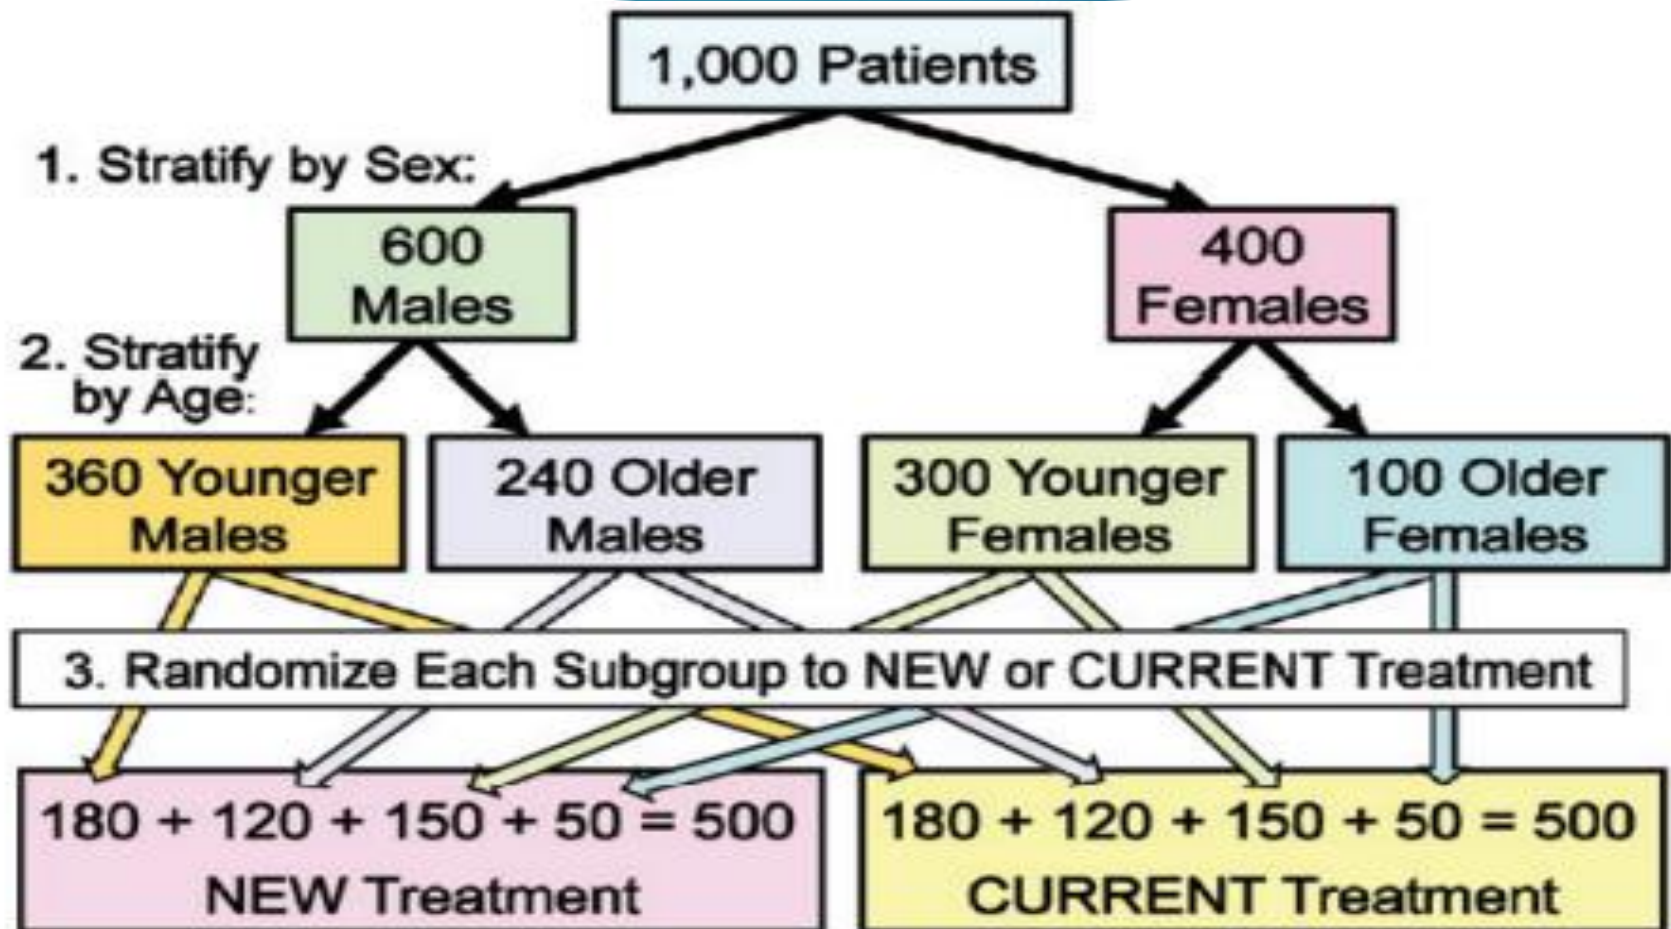 1,000 Patients
1. Stratify by Sex:
600
Males
400
Females
2. Stratify
by Age:
360 Younger
Males
240 Older
Males
300 Younger
Females
100 Older
Females
3. Randomize Each Subgroup to NEW or CURRENT Treatment
180 + 120 + 150 + 50 = 500
NEW Treatment
180 + 120 + 150 + 50 = 500
CURRENT Treatment